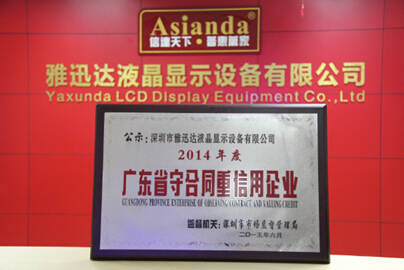 Asianda®
信达天下·善惠万家
雅迅达液晶显示设备有限公司
Yaxunda LCD Display Equipment Co.,Ltd
公示:深圳市雅迅达液晶显示设备有限公司
2014年度
广东省守合同重信用企业
GUANGDONG PROVINCE ENTERPRISE OF OBSERVING CONTRACT AND VALUING CREDIT
监督机关:深圳市市场监督管理局
二〇一五年六月